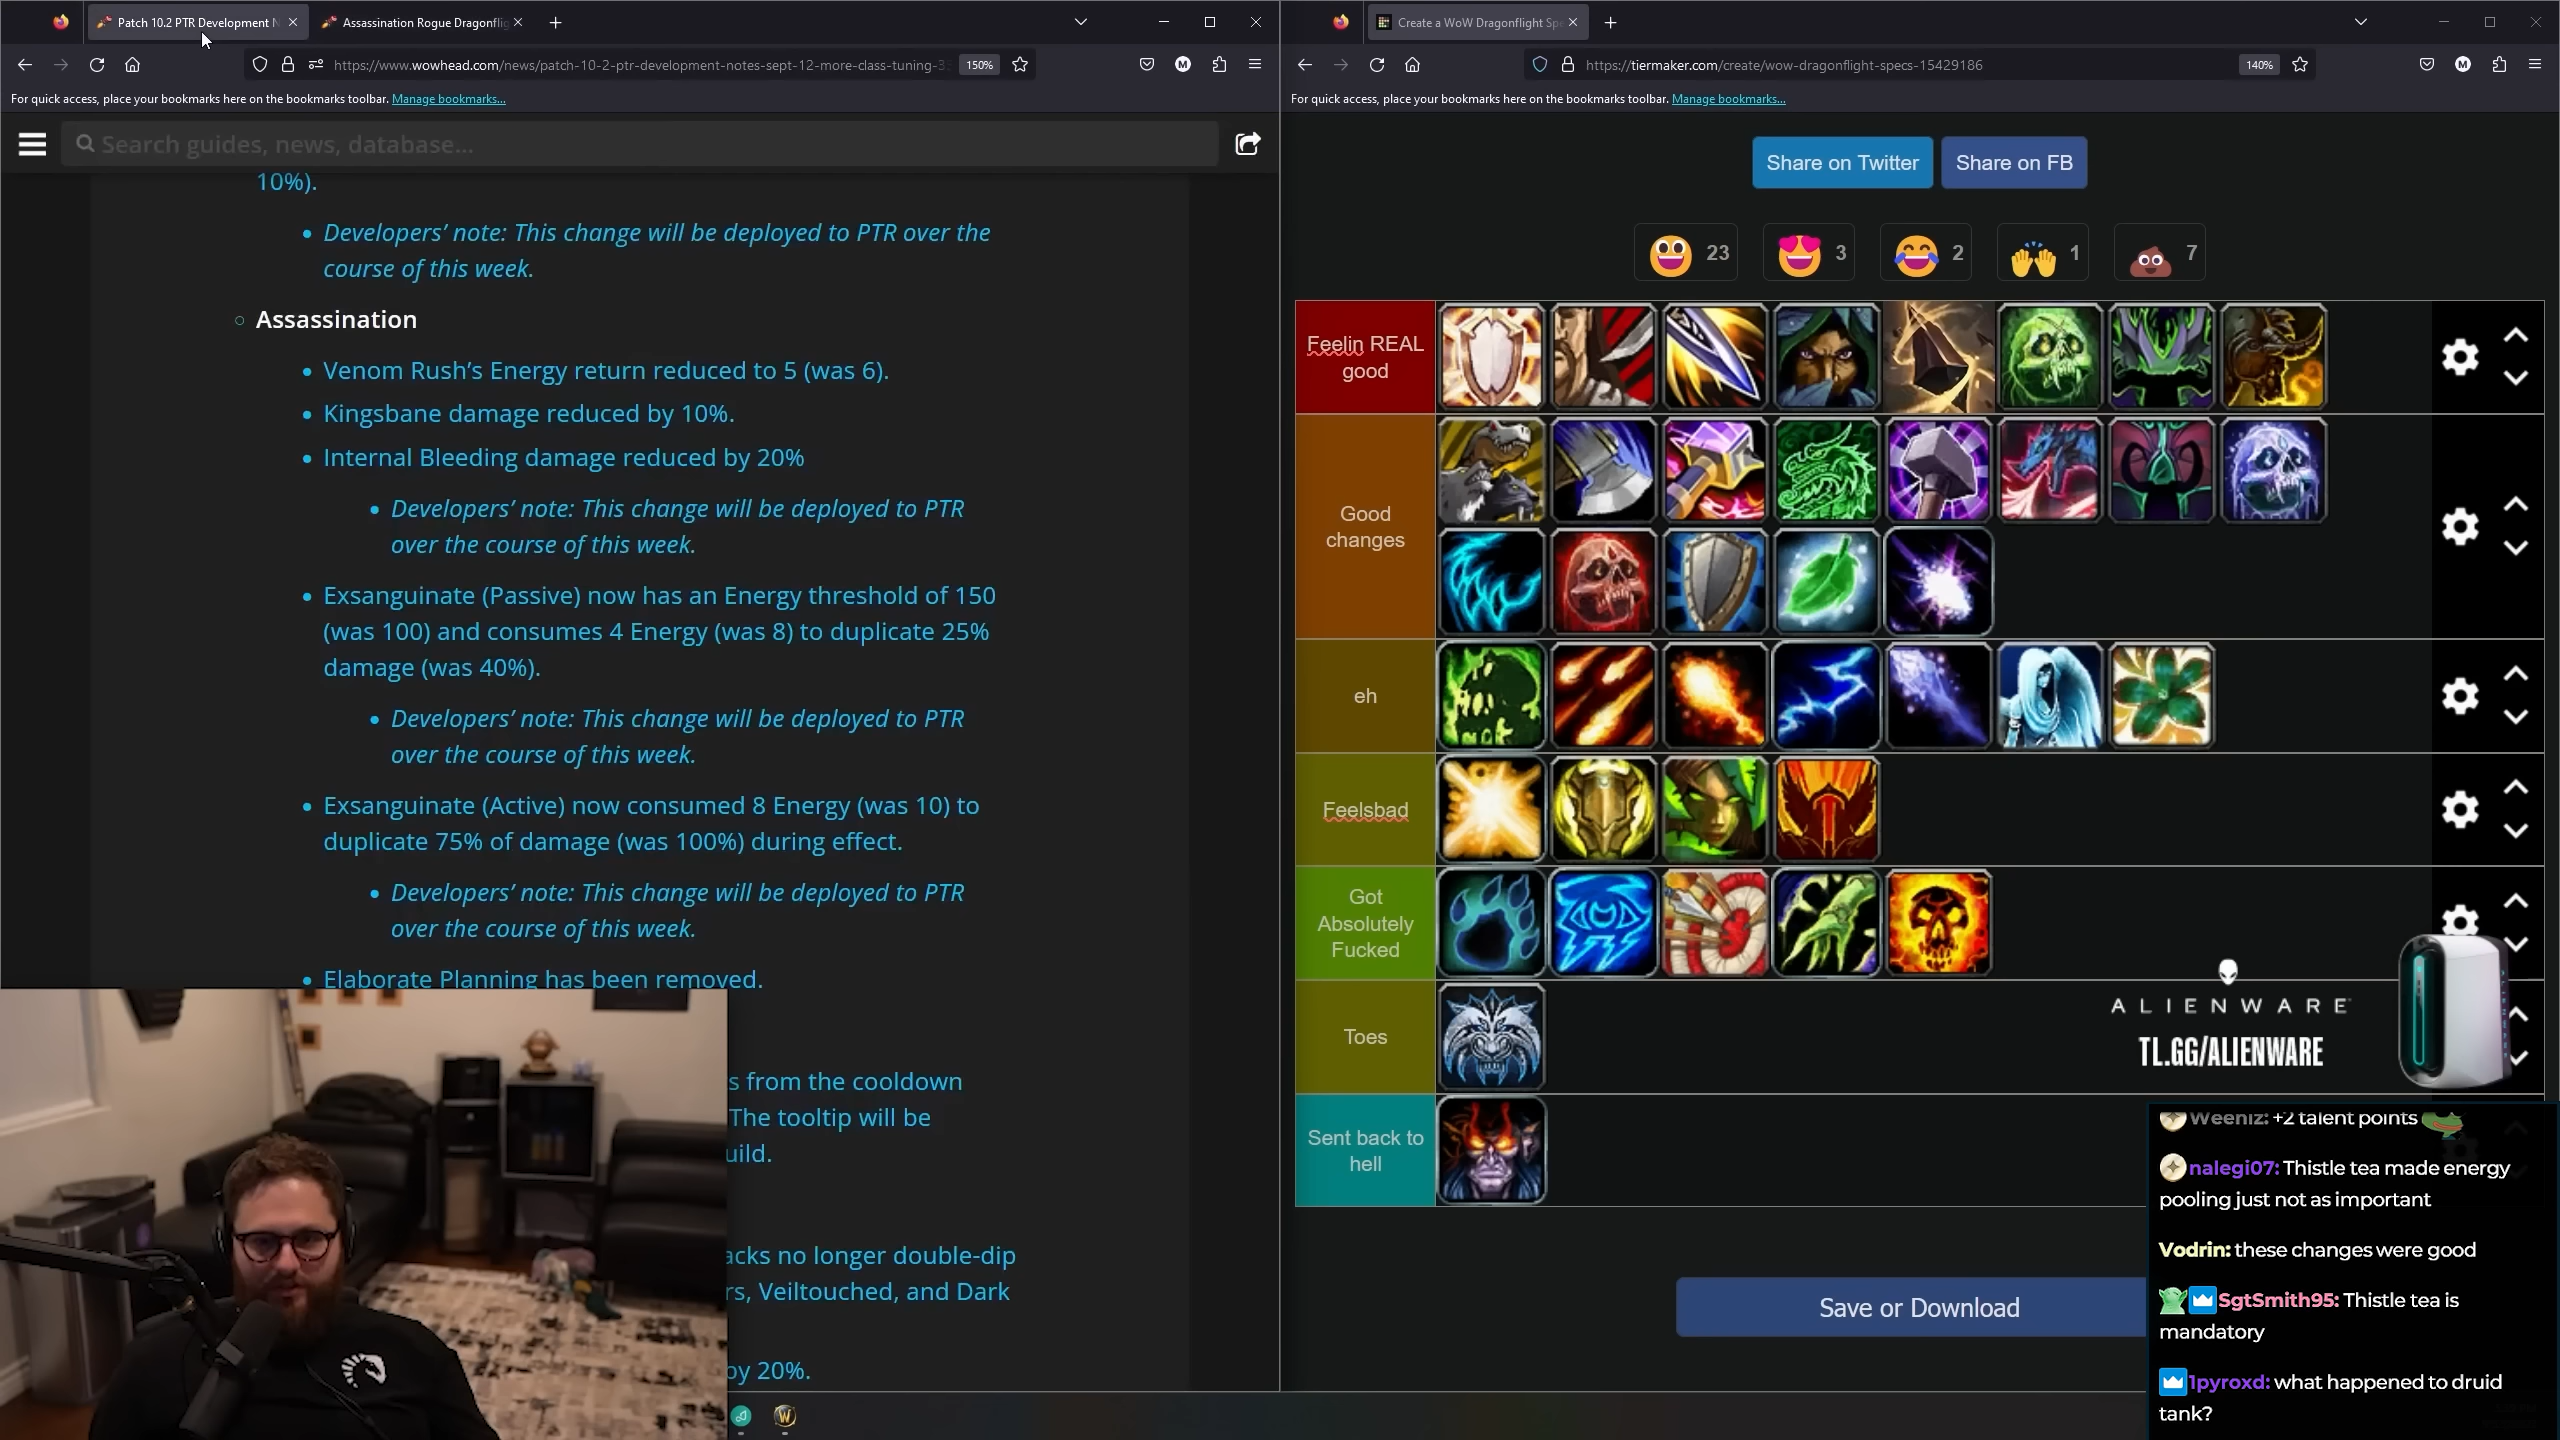 Patch 10.2 PTR Development N
Assassination Rogue Dragonflig
https://www.wowhead.com/news/patch-10-2-ptr-development-notes-sept-12-more-class-tuning-3
150%
For quick access, place your bookmarks here on the bookmarks toolbar. Manage bookmarks...
Search guides, news, database...
10%).
Developers’ note: This change will be deployed to PTR over the
course of this week.
Assassination
Venom Rush’s Energy return reduced to 5 (was 6).
Kingsbane damage reduced by 10%.
Internal Bleeding damage reduced by 20%
Developers’ note: This change will be deployed to PTR
over the course of this week.
Exsanguinate (Passive) now has an Energy threshold of 150
(was 100) and consumes 4 Energy (was 8) to duplicate 25%
damage (was 40%).
Developers’ note: This change will be deployed to PTR
over the course of this week.
Exsanguinate (Active) now consumed 8 Energy (was 10) to
duplicate 75% of damage (was 100%) during effect.
Developers’ note: This change will be deployed to PTR
over the course of this week.
Elaborate Planning has been removed.
s from the cooldown
The tooltip will be
uild.
acks no longer double-dip
rs, Veiltouched, and Dark
by 20%.
Create a WoW Dragonflight Spe
https://tiermaker.com/create/wow-dragonflight-specs-15429186
140%
For quick access, place your bookmarks here on the bookmarks toolbar. Manage bookmarks...
Share on Twitter
Share on FB
23
3
2
1
7
Feelin REAL
good
Good
changes
eh
Feelsbad
Got
Absolutely
Fucked
Toes
Sent back to
hell
ALIENWARE
TL.GG/ALIENWARE
Save or Download
Weeniz: +2 talent points
nalegi07: Thistle tea made energy
pooling just not as important
Vodrin: these changes were good
SgtSmith95: Thistle tea is
mandatory
1pyroxd: what happened to druid
tank?